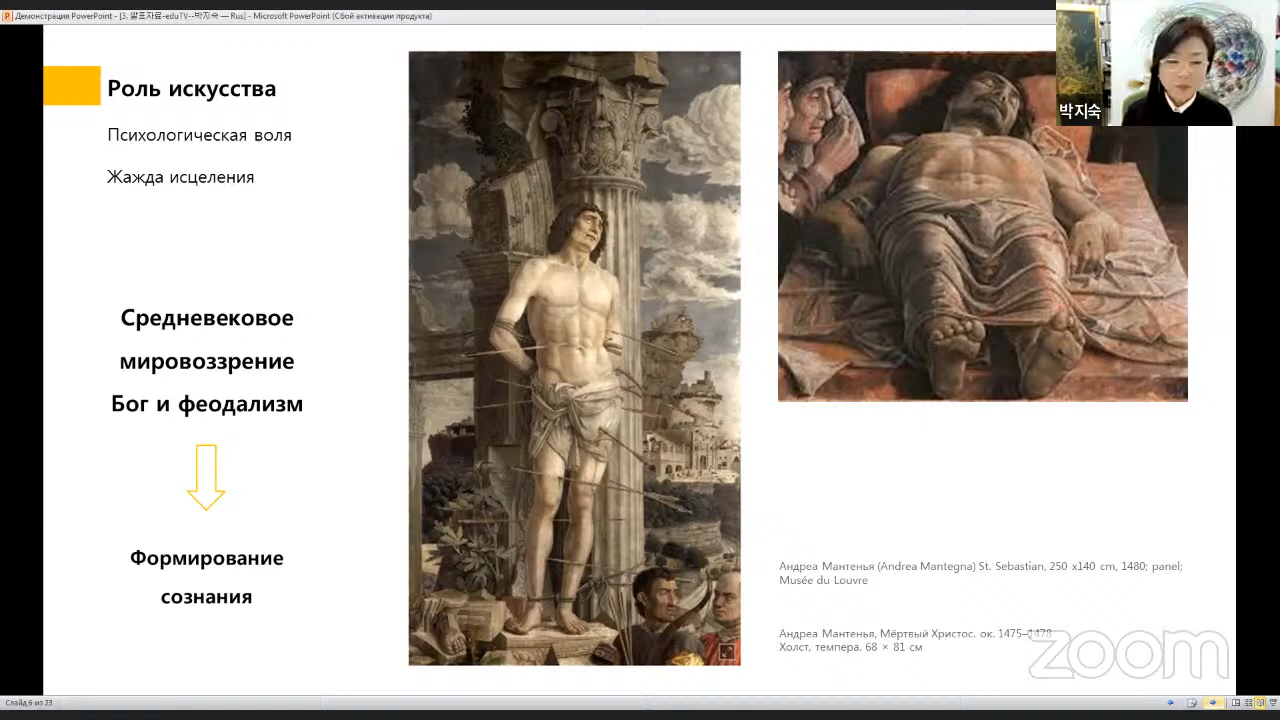 Демонстрация PowerPoint - [3. 발표자료-eduTV--박지숙 — Rus] - Microsoft PowerPoint (Сбой активации продукта)
박지숙
Роль искусства
Психологическая воля
Жажда исцеления
Средневековое
мировоззрение
Бог и феодализм
Формирование
сознания
Андреа Мантенья (Andrea Mantegna) St. Sebastian, 250 x140 cm, 1480; panel;
Musée du Louvre
Андреа Мантенья, Мёртвый Христос. ок. 1475–1478
Холст, темпера. 68 × 81 см
zoom
Слайд 6 из 23